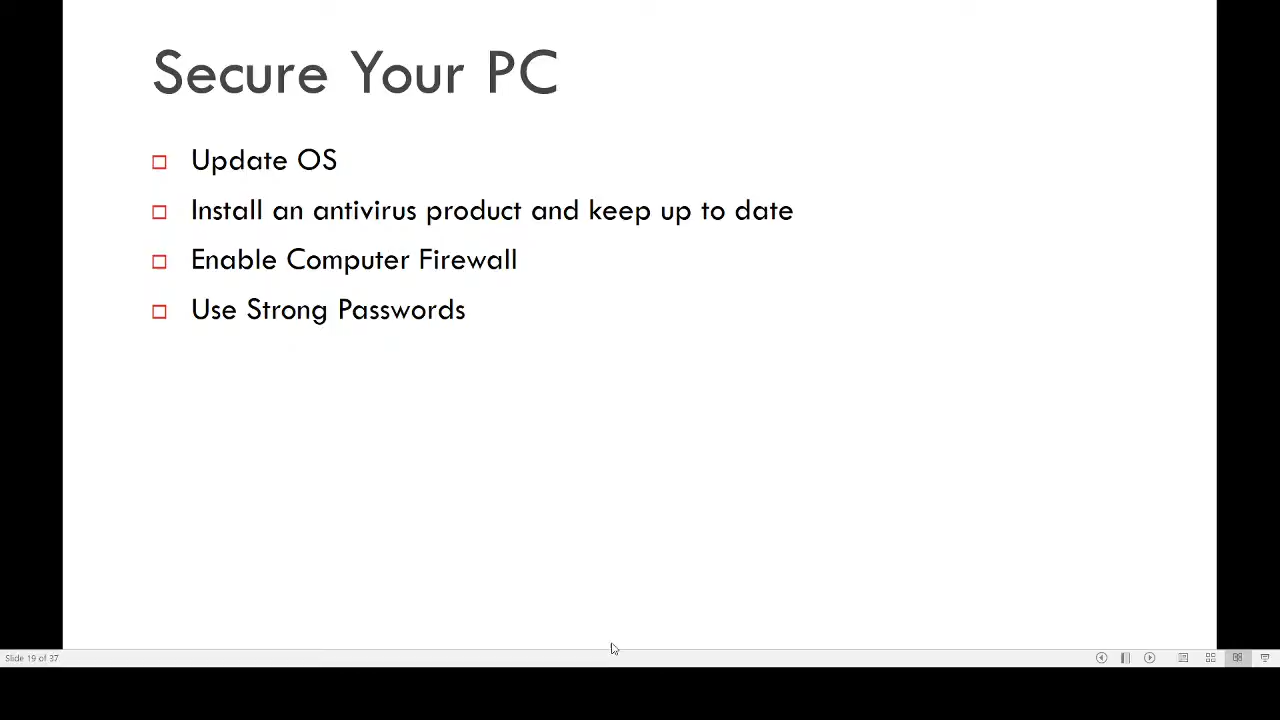 Secure Your PC
Update OS
Install an antivirus product and keep up to date
Enable Computer Firewall
Use Strong Passwords
Slide 19 of 37